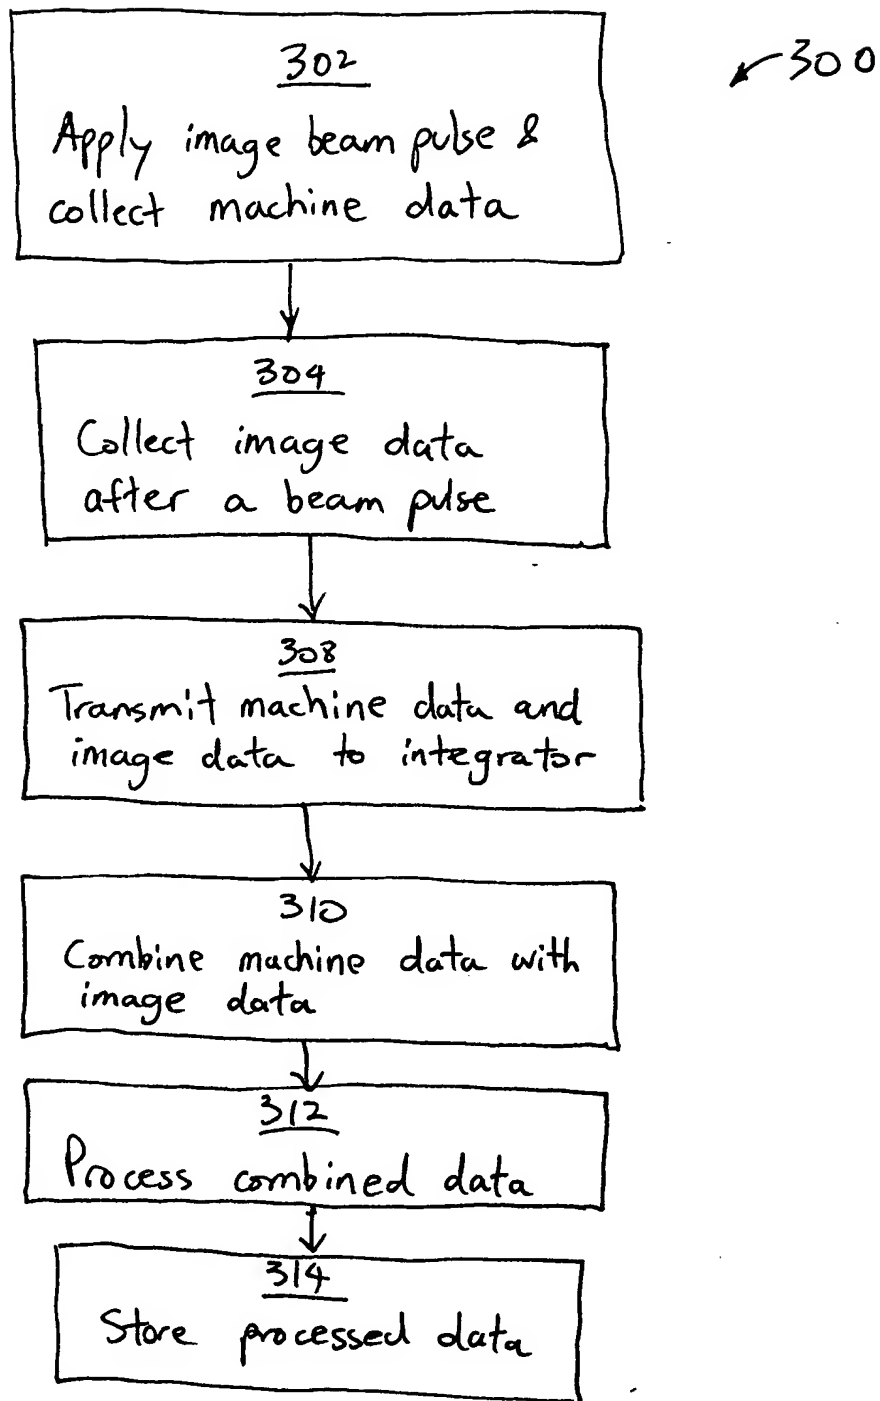 302
300
Apply image beam pulse &
collect machine data
304
Collect image data
after a beam pulse
308
Transmit machine data and
image data to integrator
310
Combine machine data with
image data
312
Process combined data
314
Store processed data